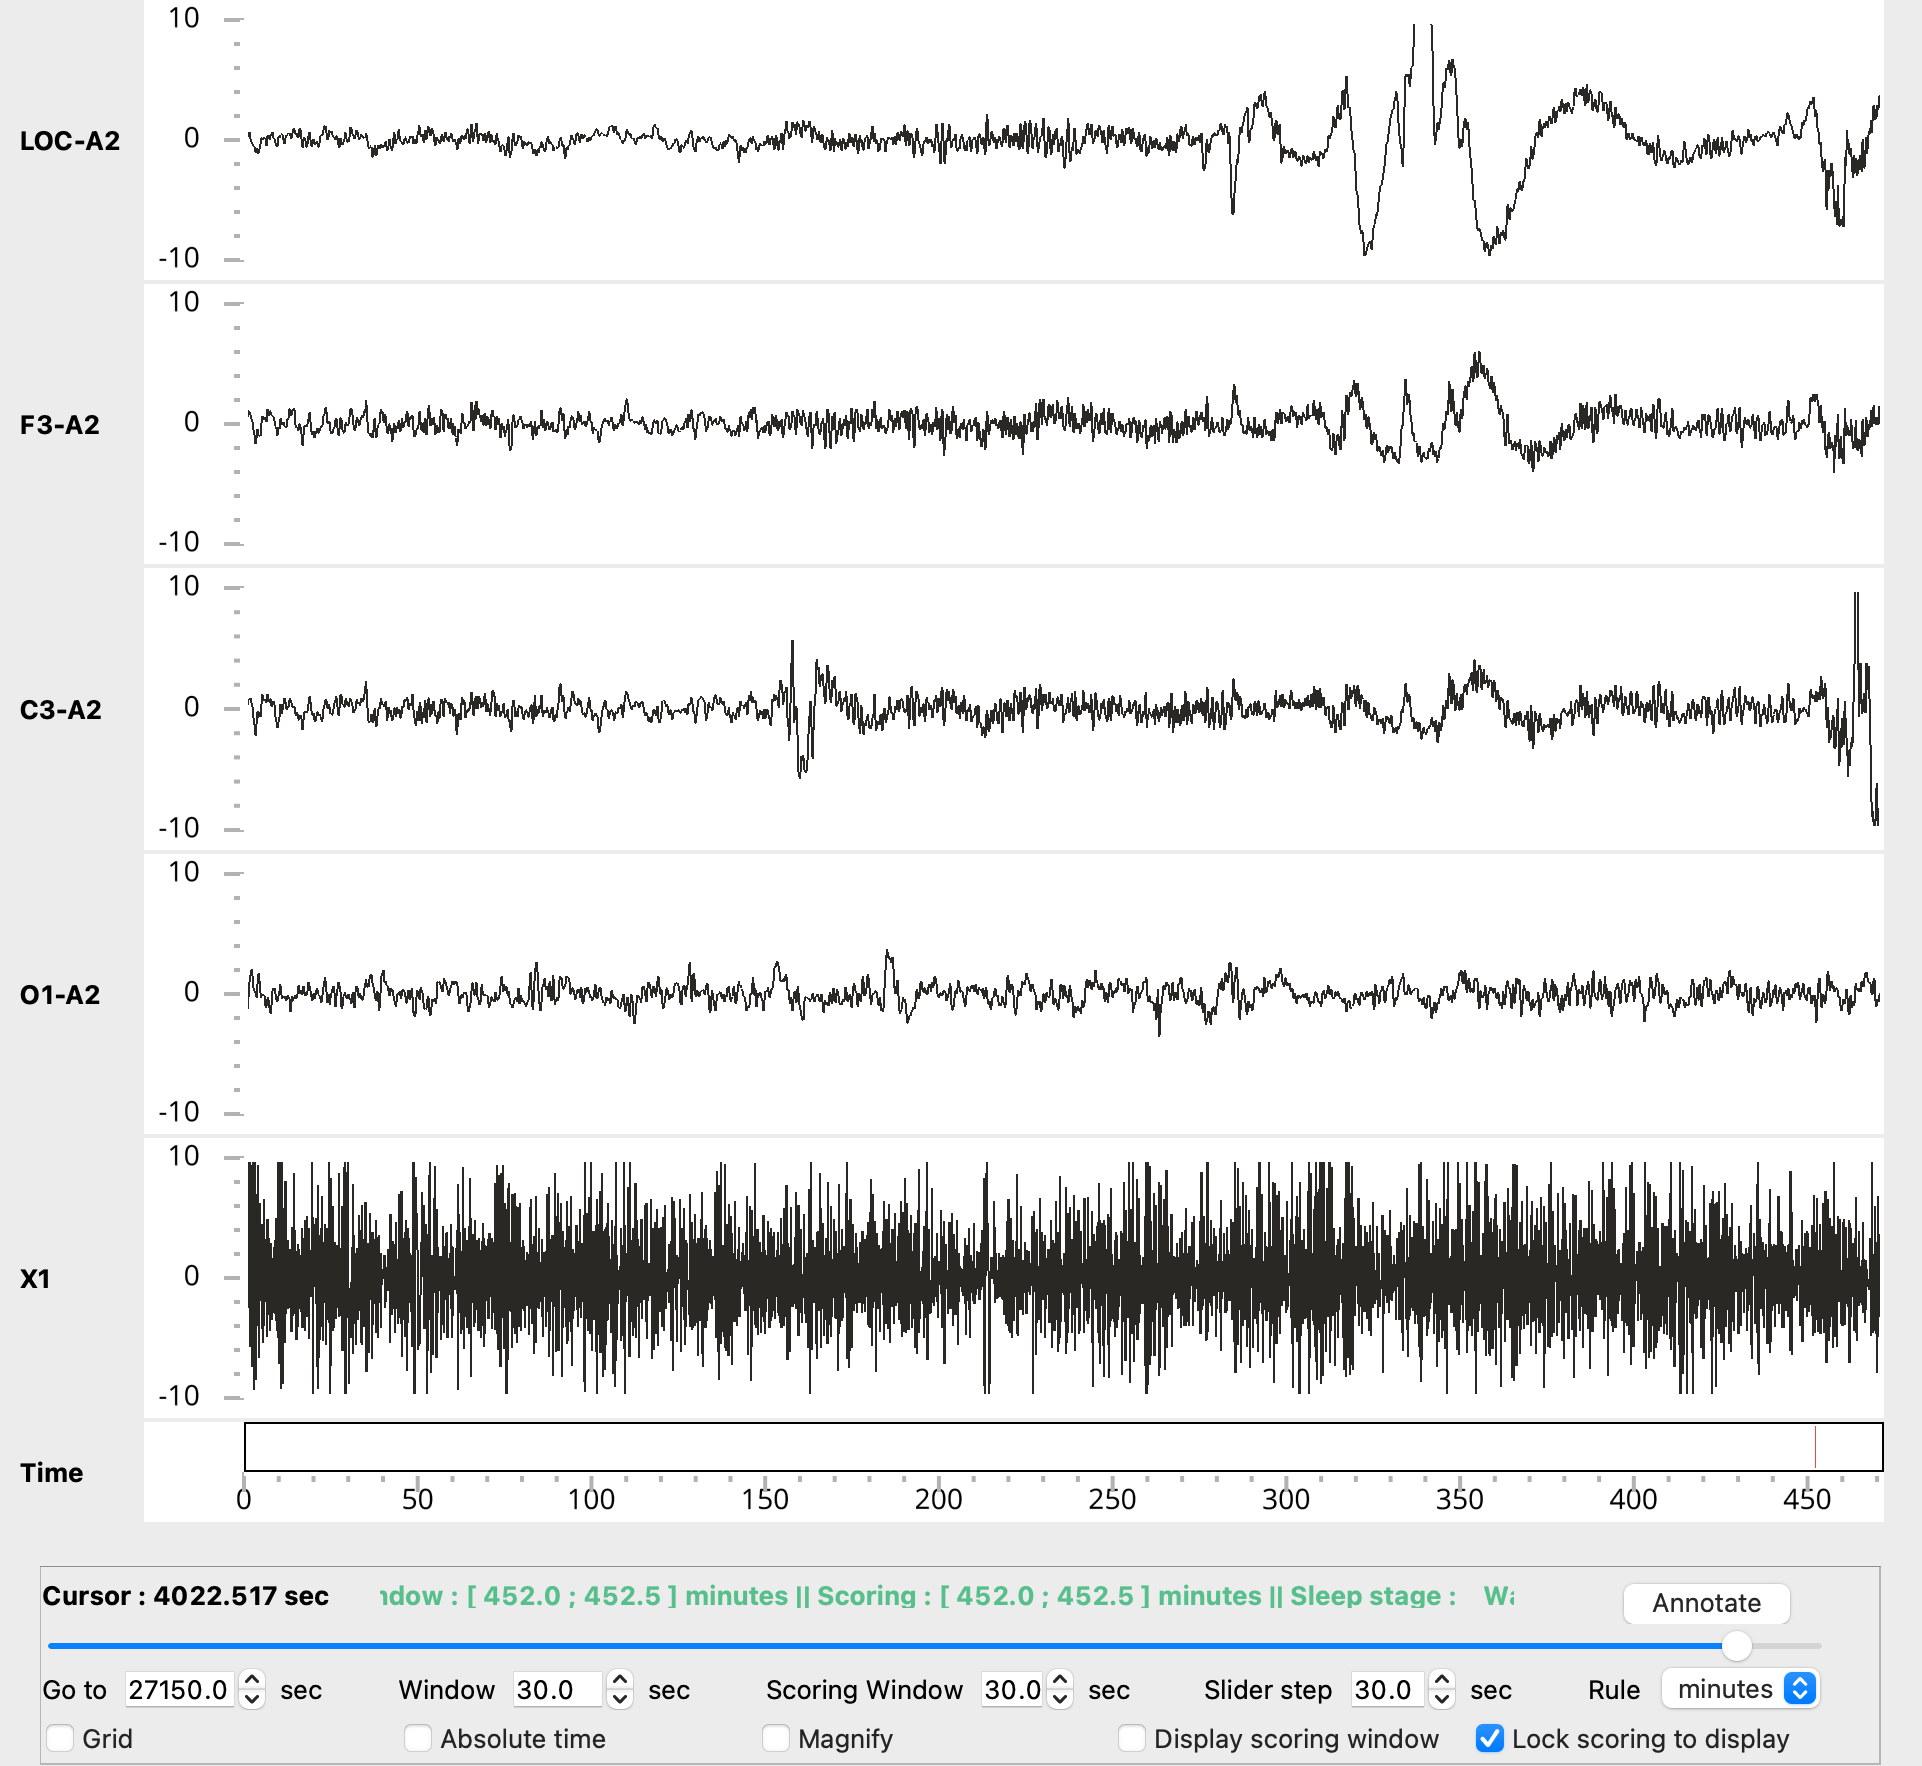 10
LOC-A2
0
-10
10
F3-A2
0
-10
10
C3-A2
0
-10
10
O1-A2
0
-10
10
X1
0
-10
Time
0 50 100 150 200 250 300 350 400 450
Cursor : 4022.517 sec ndow : [ 452.0 ; 452.5 ] minutes || Scoring : [ 452.0 ; 452.5 ] minutes || Sleep stage : Wa Annotate
Go to 27150.0 sec Window 30.0 sec Scoring Window 30.0 sec Slider step 30.0 sec Rule minutes
Grid Absolute time Magnify Display scoring window Lock scoring to display